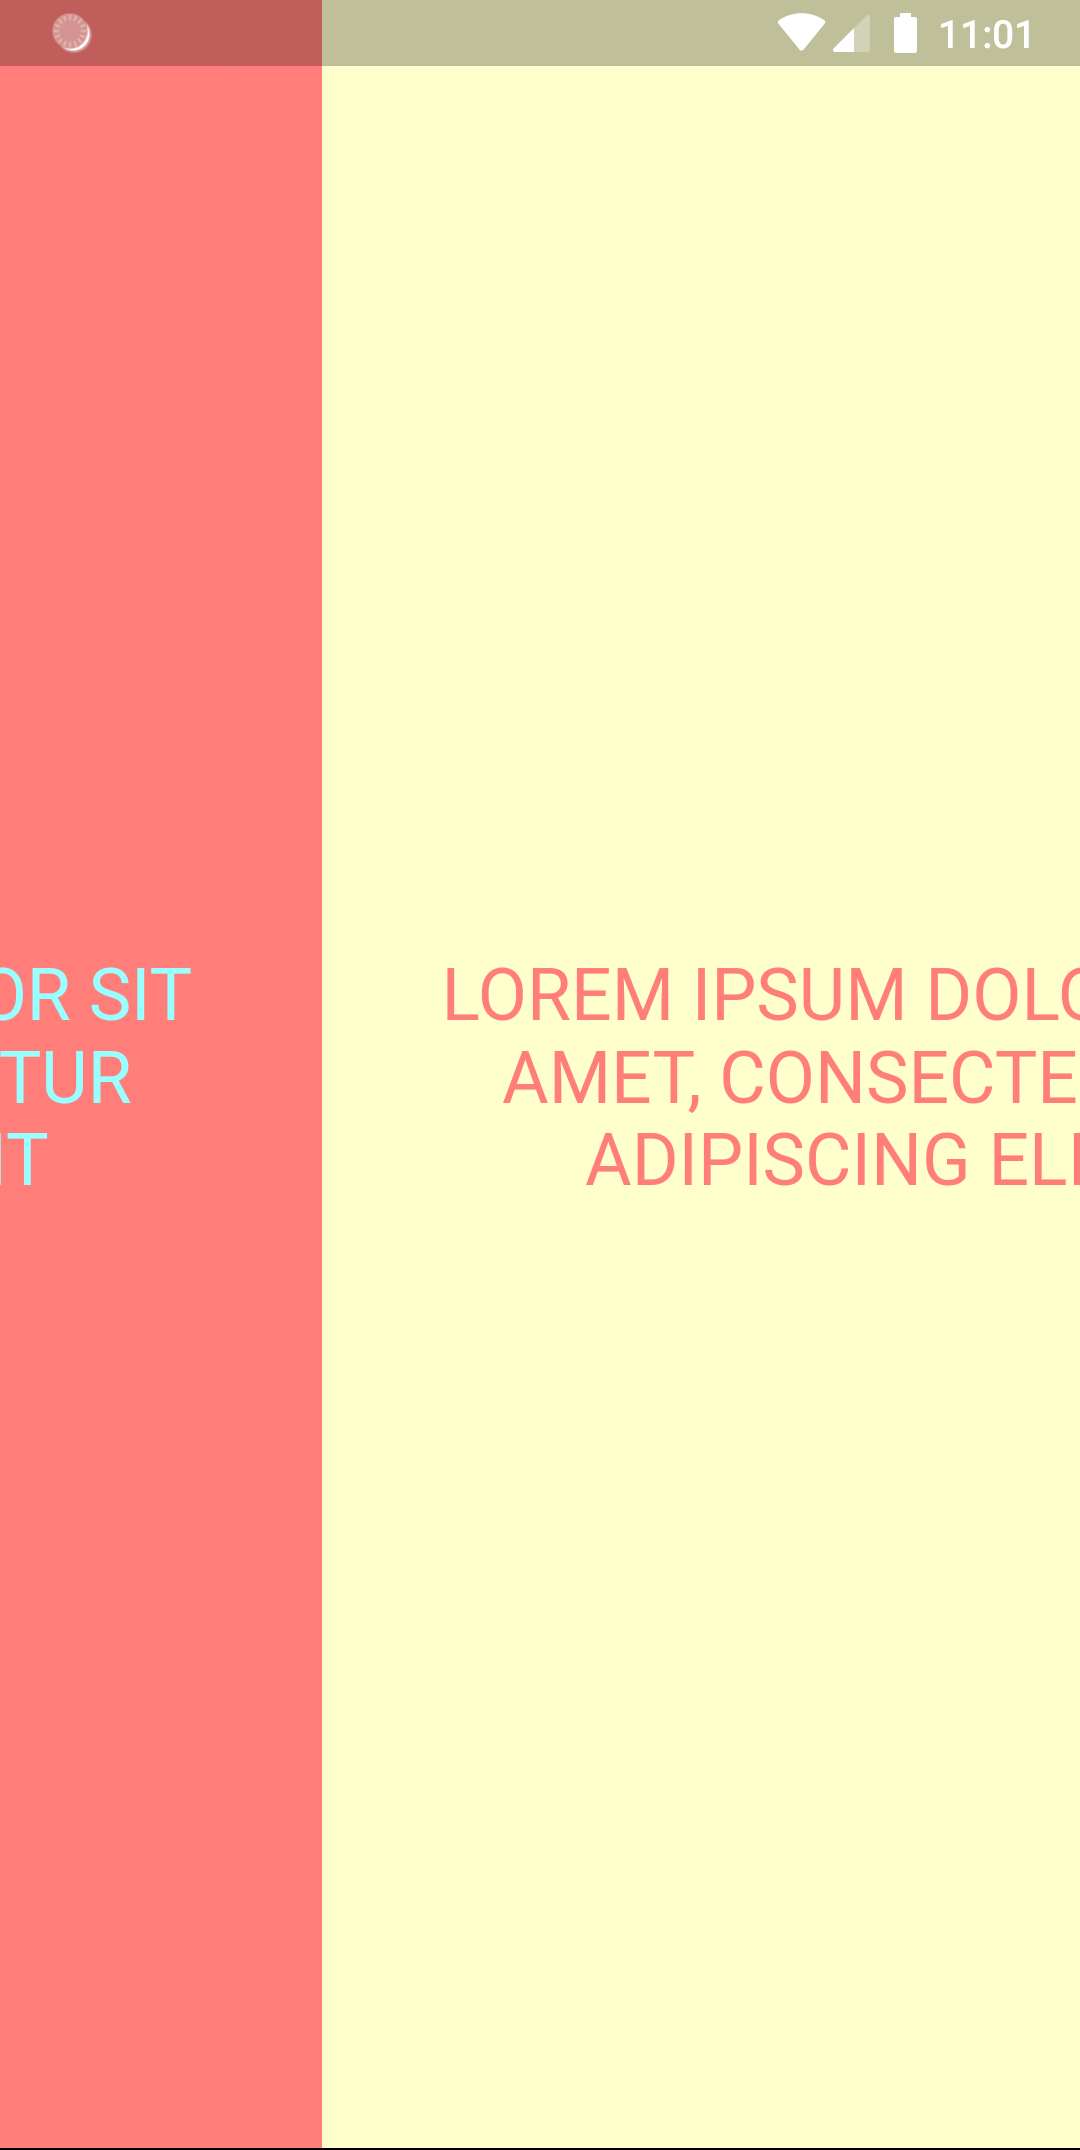 11:01
OR SIT
TUR
IT
LOREM IPSUM DOLO
AMET, CONSECTE
ADIPISCING ELI